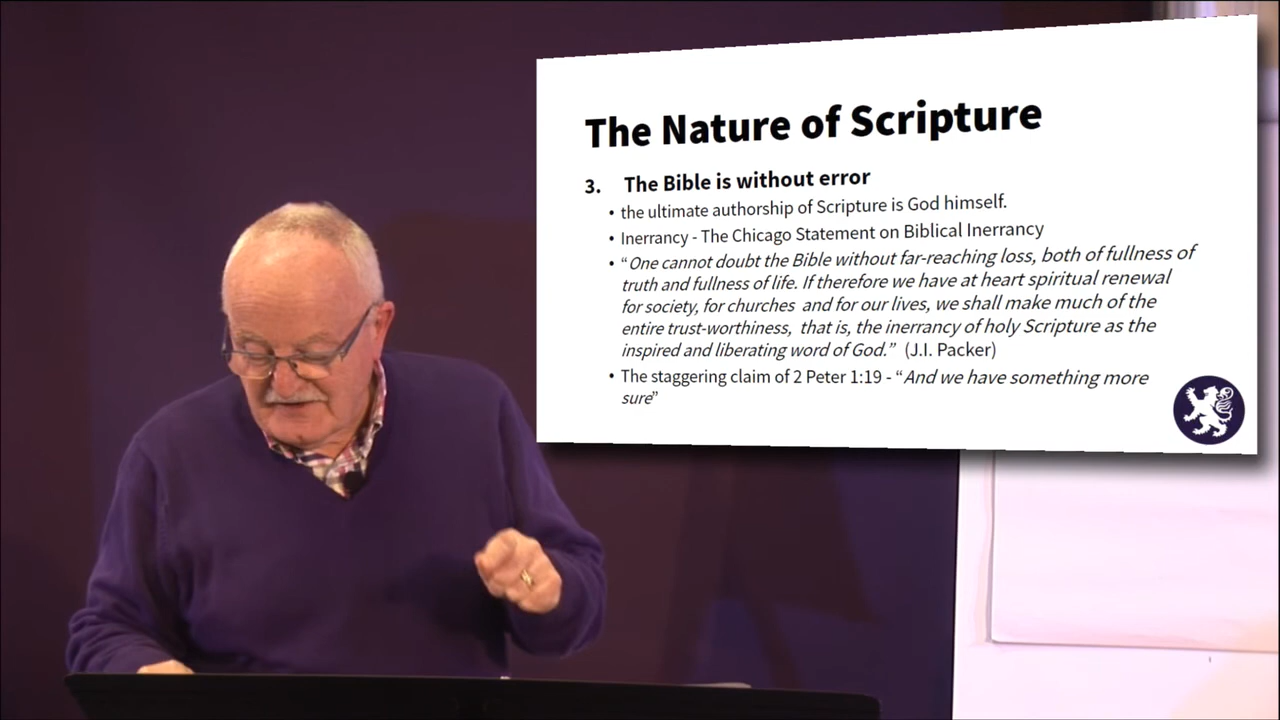 The Nature of Scripture
3. The Bible is without error
• the ultimate authorship of Scripture is God himself.
• Inerrancy - The Chicago Statement on Biblical Inerrancy
• “One cannot doubt the Bible without far-reaching loss, both of fullness of
truth and fullness of life. If therefore we have at heart spiritual renewal
for society, for churches and for our lives, we shall make much of the
entire trust-worthiness, that is, the inerrancy of holy Scripture as the
inspired and liberating word of God.” (J.I. Packer)
• The staggering claim of 2 Peter 1:19 - “And we have something more
sure”